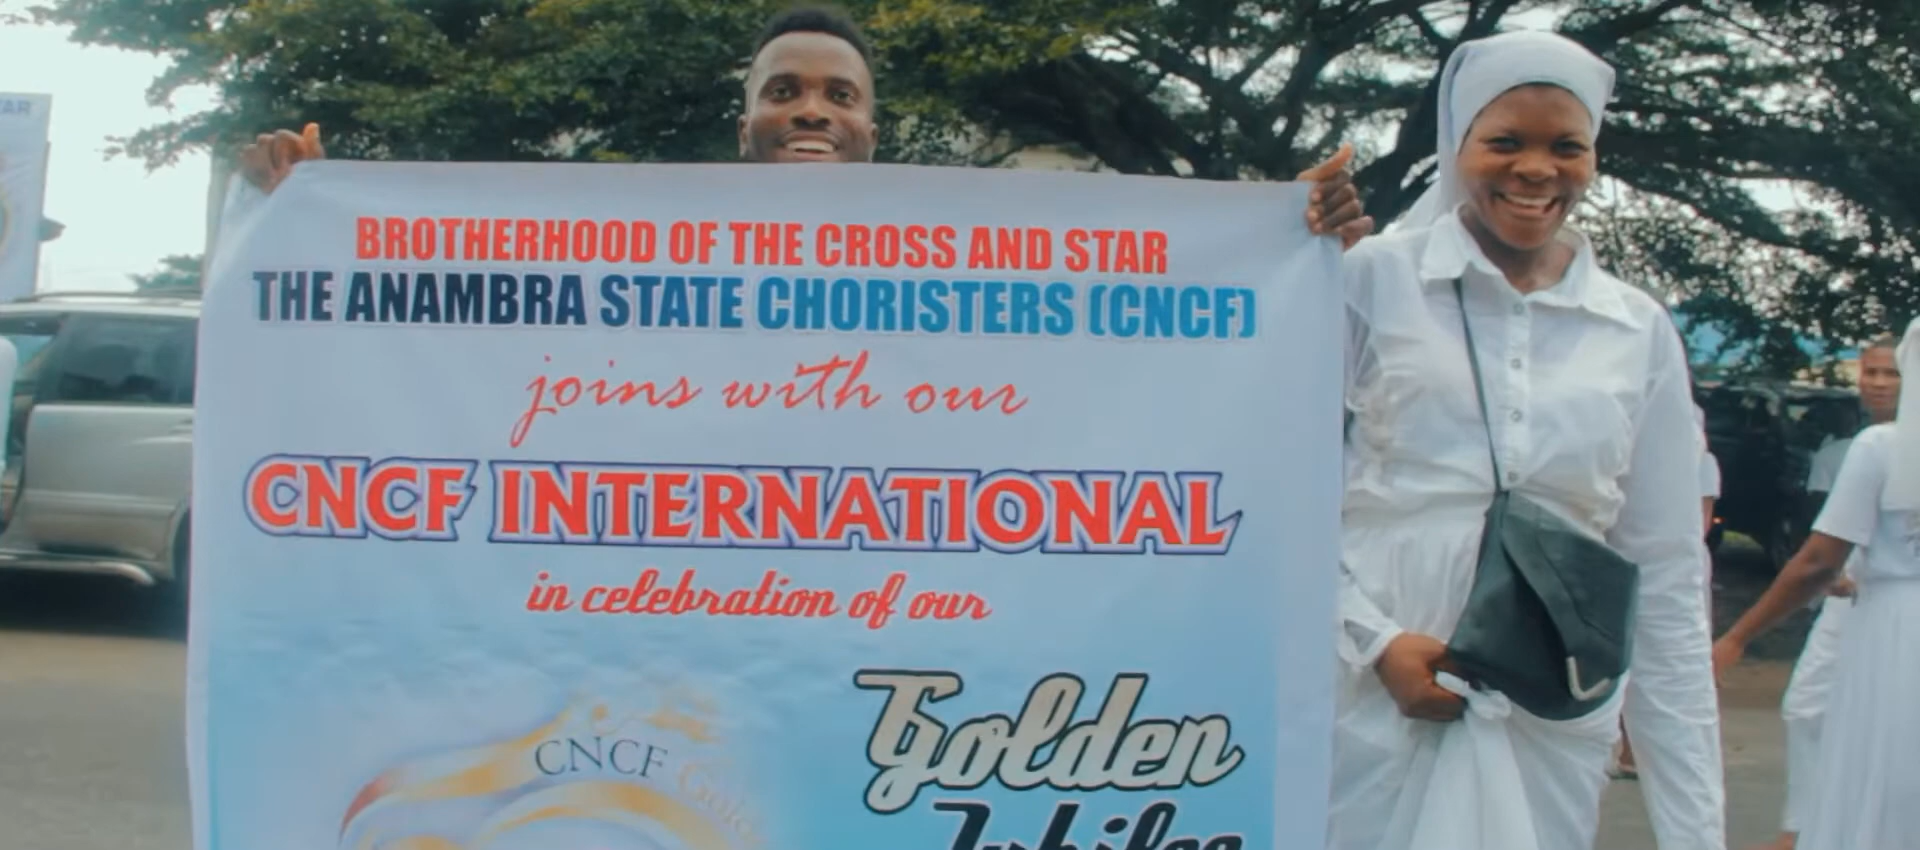 BROTHERHOOD OF THE CROSS AND STAR
THE ANAMBRA STATE CHORISTERS (CNCF)
joins with our
CNCF INTERNATIONAL
in celebration of our
CNCF
Golden
Jubilee